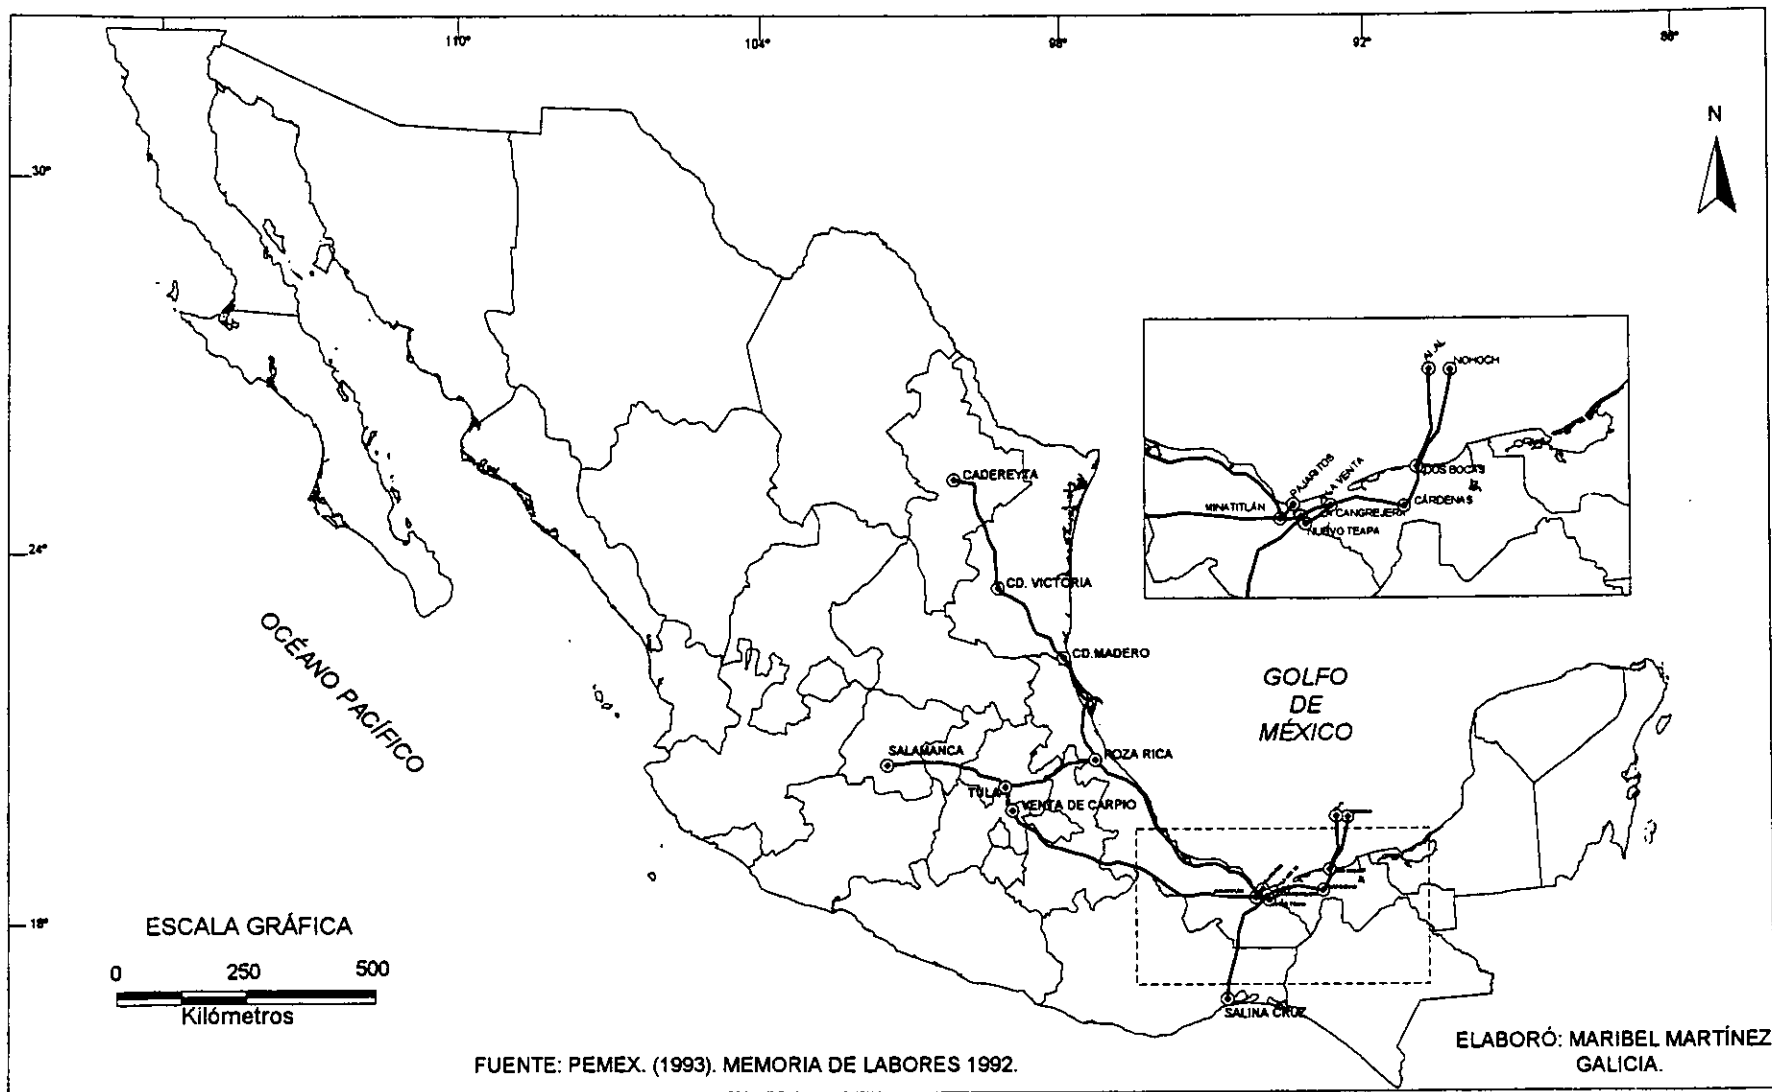 110°
104°
98°
92°
86°
N
30°
NOHOCH
CADEREYTA
DOS BOCAS
PAJARITOS
LA VENTA
CÁRDENAS
MINATITLÁN
LA CANGREJERA
NUEVO TEAPA
24°
CD. VICTORIA
OCÉANO PACÍFICO
CD.MADERO
GOLFO
DE
MÉXICO
SALAMANCA
POZA RICA
TULA
VENTA DE CARPIO
18°
ESCALA GRÁFICA
0 250 500
Kilómetros
SALINA CRUZ
FUENTE: PEMEX. (1993). MEMORIA DE LABORES 1992.
ELABORÓ: MARIBEL MARTÍNEZ
GALICIA.